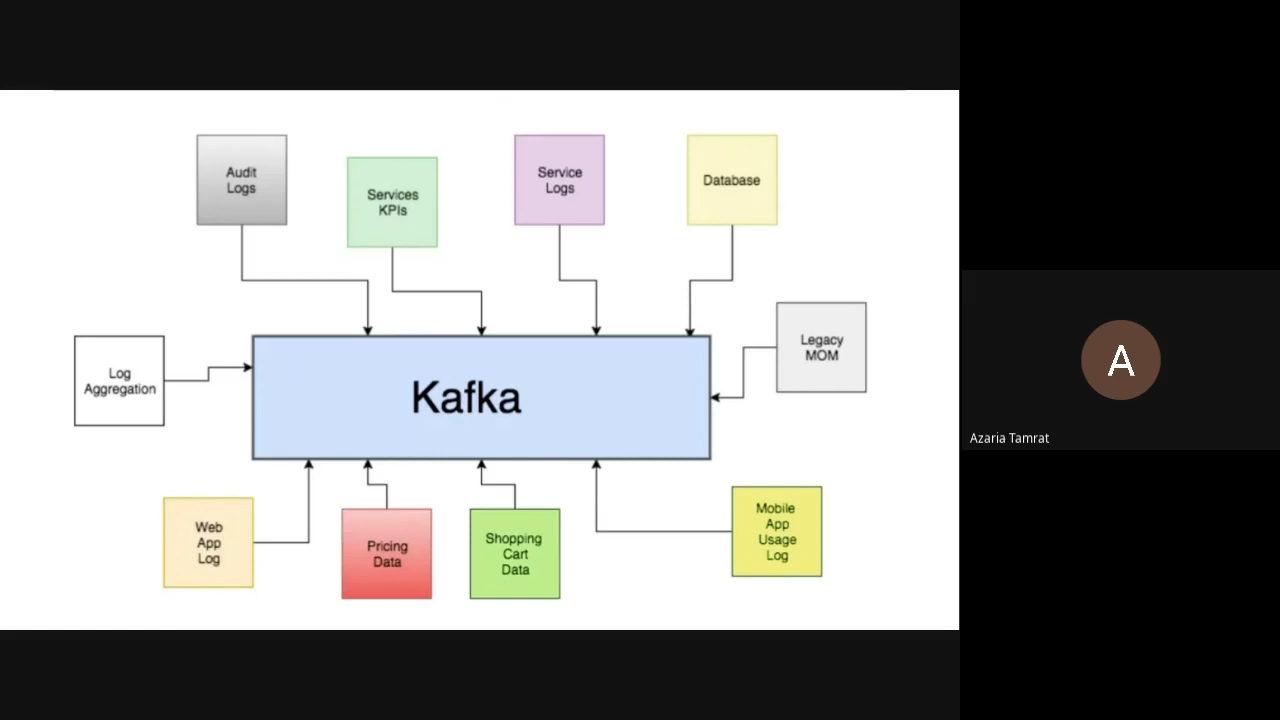 Audit
Logs
Services
KPIs
Service
Logs
Database
Log
Aggregation
Kafka
Legacy
MOM
Web
App
Log
Pricing
Data
Shopping
Cart
Data
Mobile
App
Usage
Log
A
Azaria Tamrat